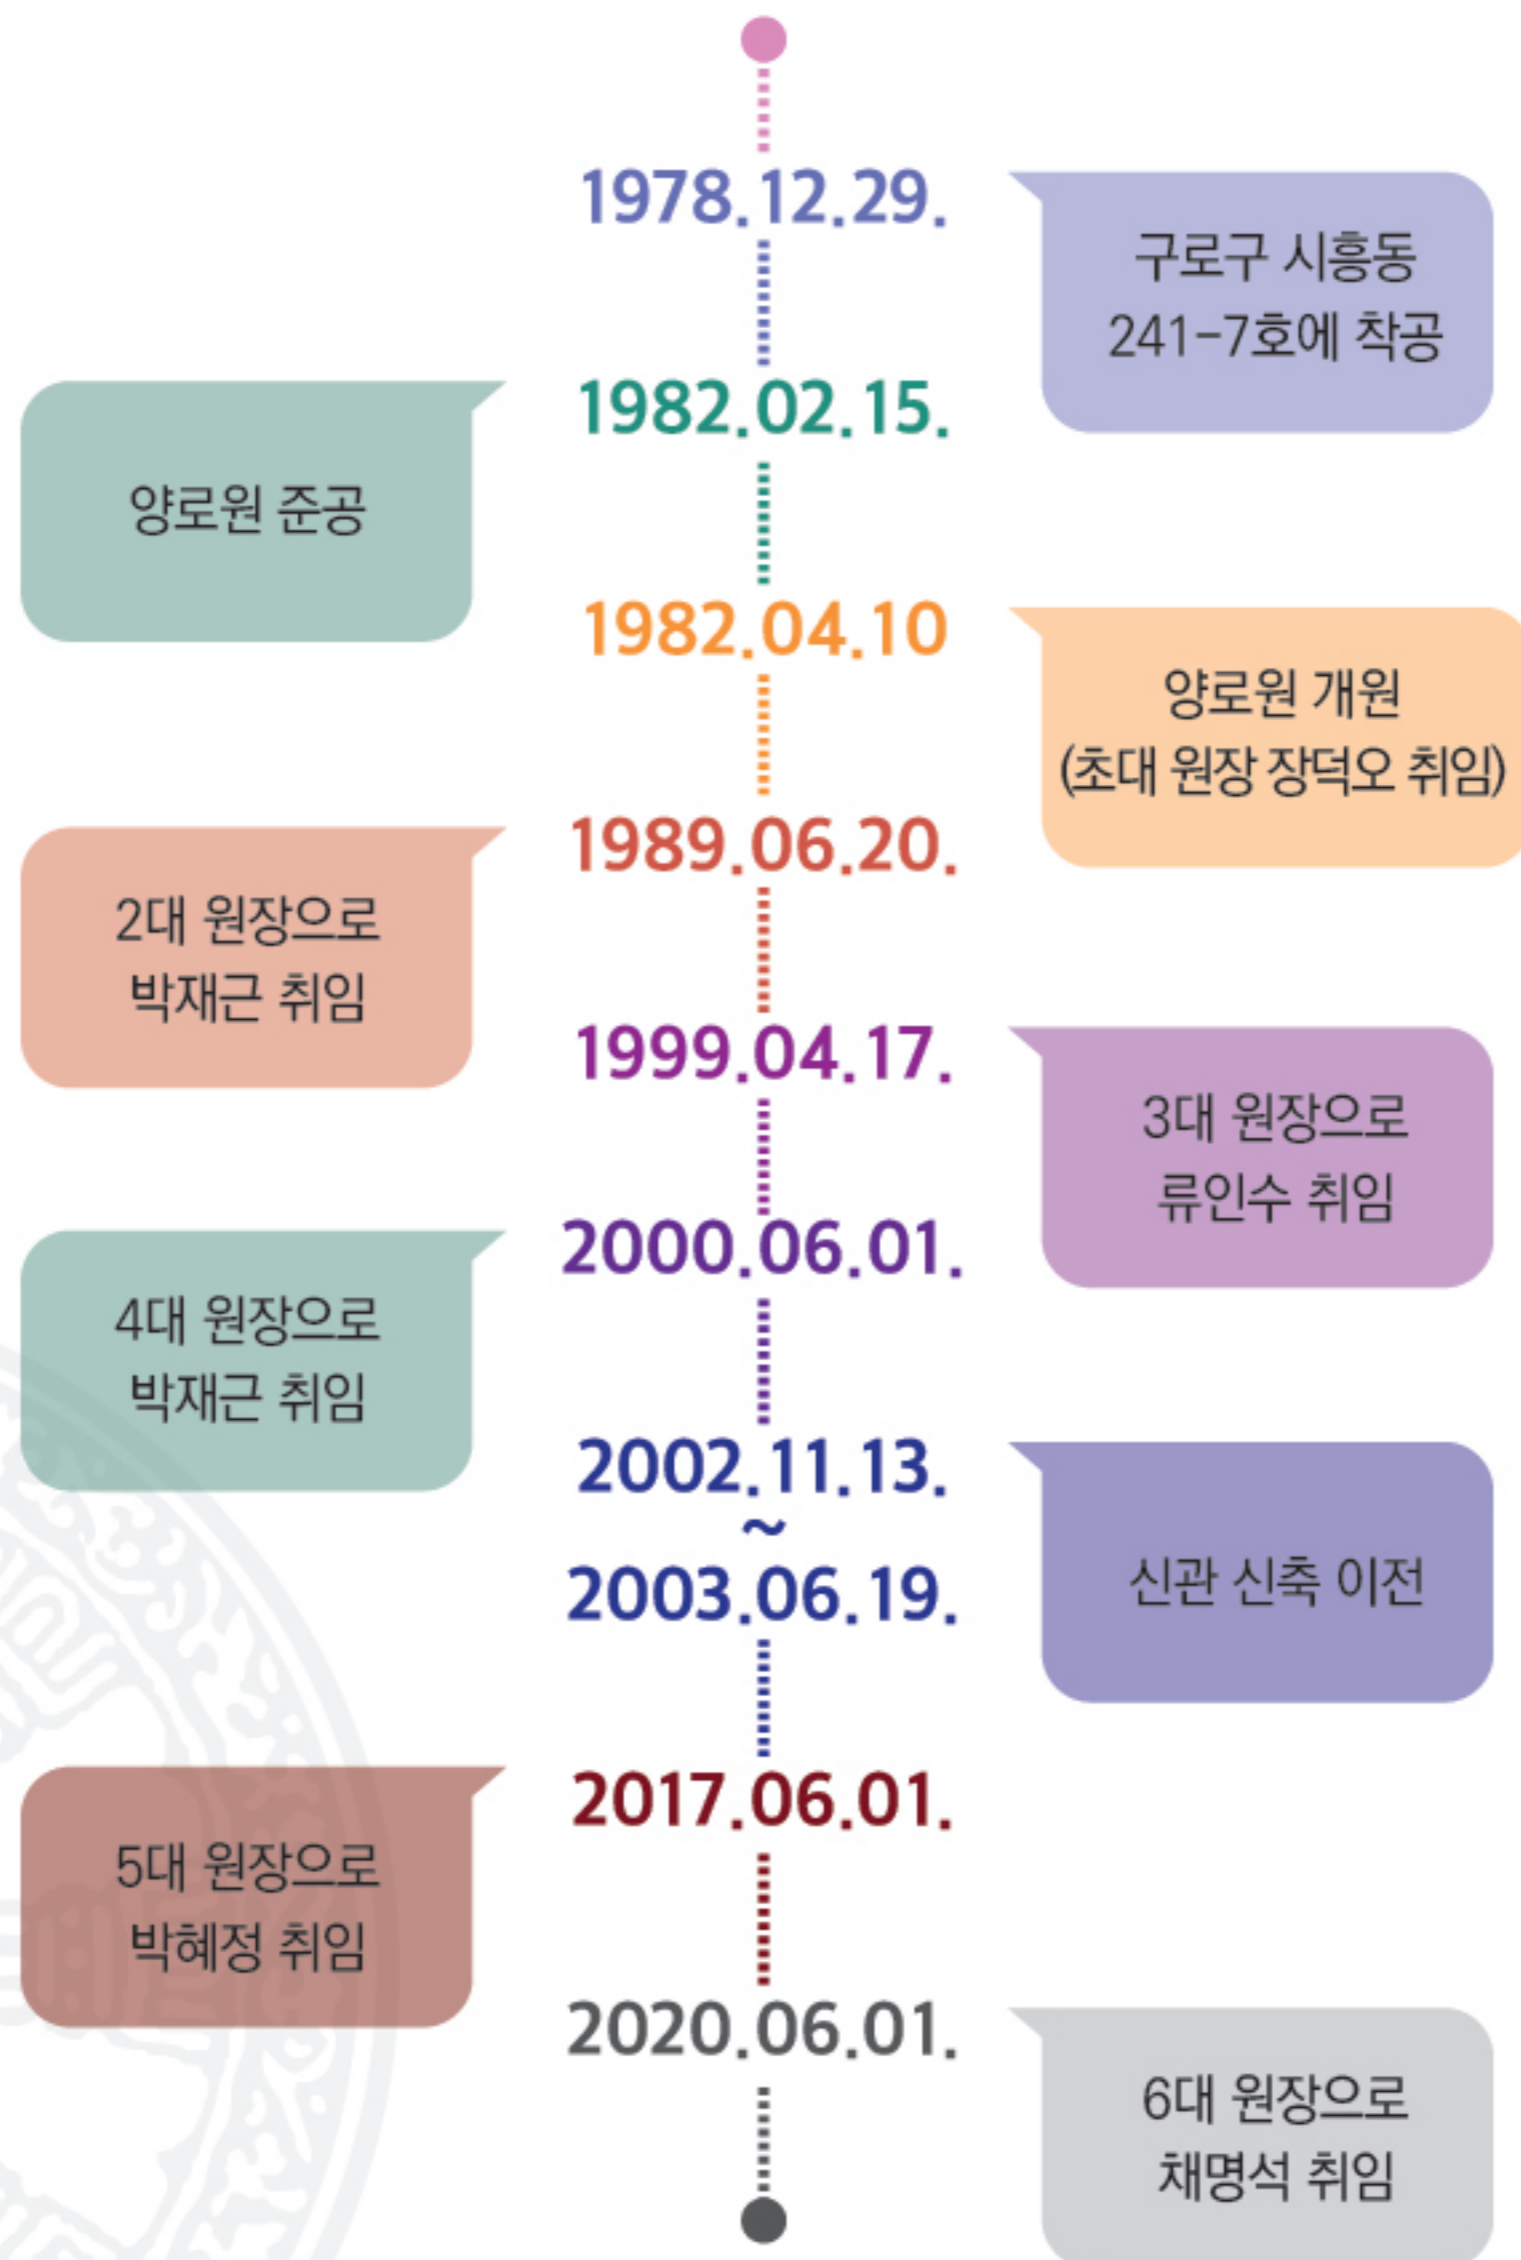 1978.12.29.
구로구 시흥동
241-7호에 착공
1982.02.15.
양로원 준공
1982.04.10
양로원 개원
(초대 원장 장덕오 취임)
1989.06.20.
2대 원장으로
박재근 취임
1999.04.17.
3대 원장으로
류인수 취임
2000.06.01.
4대 원장으로
박재근 취임
2002.11.13.
~
2003.06.19.
신관 신축 이전
2017.06.01.
5대 원장으로
박혜정 취임
2020.06.01.
6대 원장으로
채명석 취임